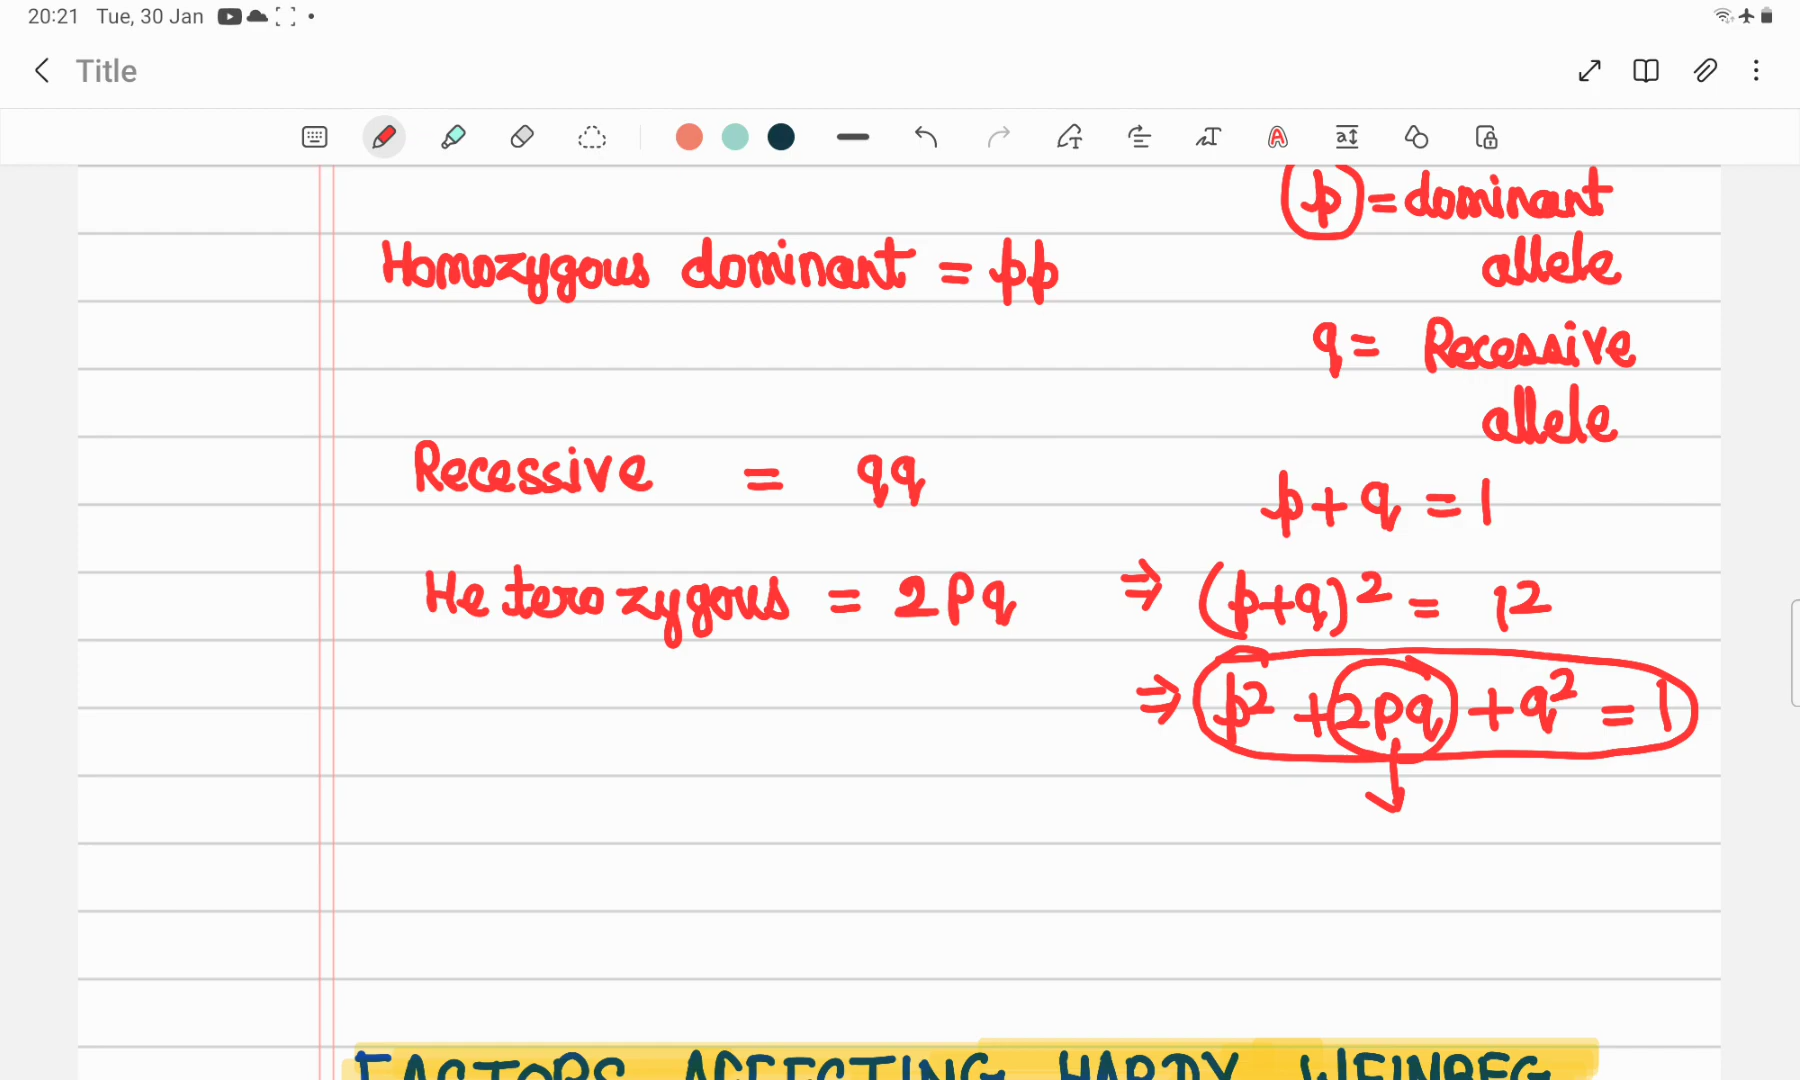 20:21 Tue, 30 Jan
Title
p = dominant
allele
Homozygous dominant = pp
q = Recessive
allele
Recessive = qq
p + q = 1
Heterozygous = 2pq ⇒ (p+q)² = 1²
⇒ p² + 2pq + q² = 1
FACTORS AFFECTING HARDY WEINBEG